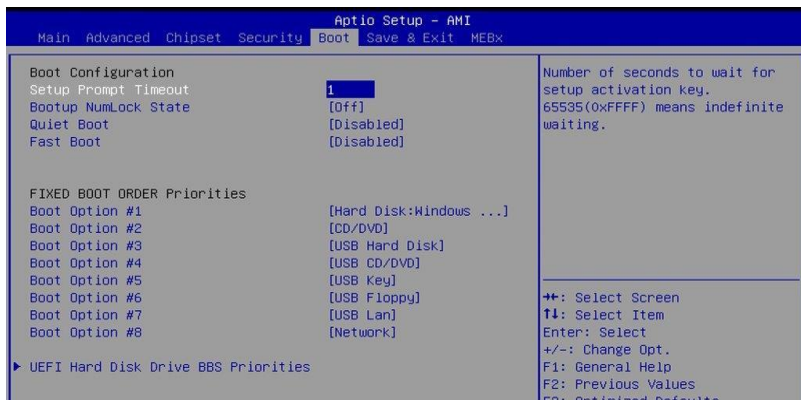 Aptio Setup – AMI
Main Advanced Chipset Security Boot Save & Exit MEBx
Boot Configuration
Setup Prompt Timeout 1
Bootup NumLock State [Off]
Quiet Boot [Disabled]
Fast Boot [Disabled]
FIXED BOOT ORDER Priorities
Boot Option #1 [Hard Disk:Windows ...]
Boot Option #2 [CD/DVD]
Boot Option #3 [USB Hard Disk]
Boot Option #4 [USB CD/DVD]
Boot Option #5 [USB Key]
Boot Option #6 [USB Floppy]
Boot Option #7 [USB Lan]
Boot Option #8 [Network]
▶ UEFI Hard Disk Drive BBS Priorities
Number of seconds to wait for
setup activation key.
65535(0xFFFF) means indefinite
waiting.
→←: Select Screen
↑↓: Select Item
Enter: Select
+/-: Change Opt.
F1: General Help
F2: Previous Values
F3: Optimized Defaults